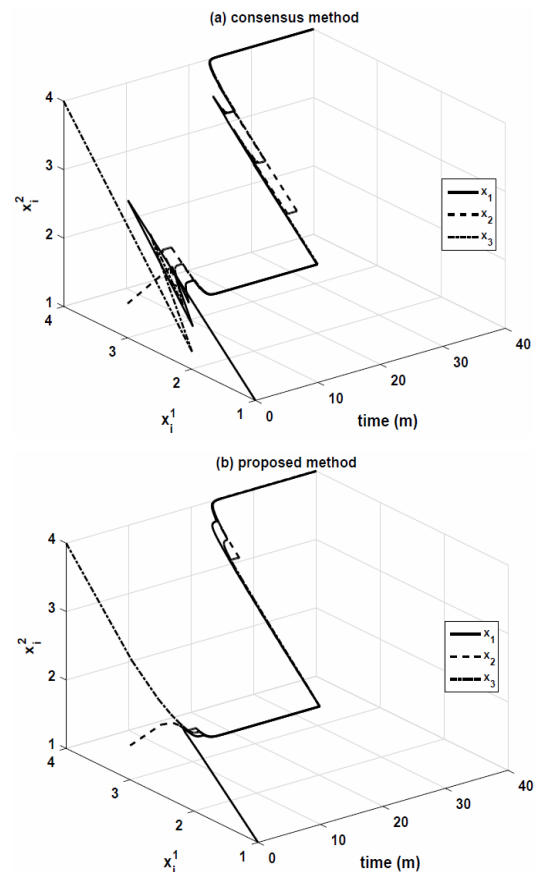 (a) consensus method
4
3
2
1
x_i^2
4
3
2
1
x_i^1
0
10
20
30
40
time (m)
x_1
x_2
x_3
(b) proposed method
4
3
2
1
x_i^2
4
3
2
1
x_i^1
0
10
20
30
40
time (m)
x_1
x_2
x_3